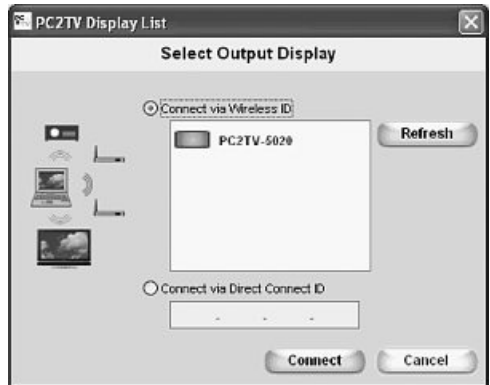 PC2TV Display List
Select Output Display
Connect via Wireless ID
PC2TV-5020
Refresh
Connect via Direct Connect ID
. . .
Connect
Cancel